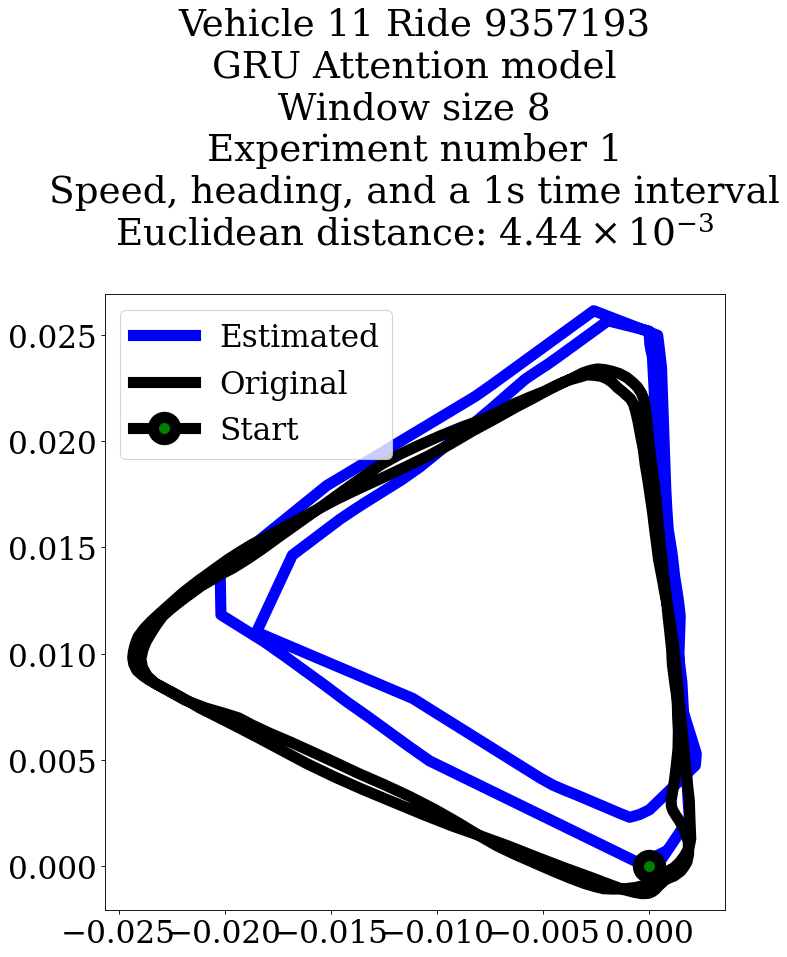 Vehicle 11 Ride 9357193
GRU Attention model
Window size 8
Experiment number 1
Speed, heading, and a 1s time interval
Euclidean distance: 4.44 × 10⁻³
Estimated
Original
Start
0.025
0.020
0.015
0.010
0.005
0.000
−0.025 −0.020 −0.015 −0.010 −0.005 0.000